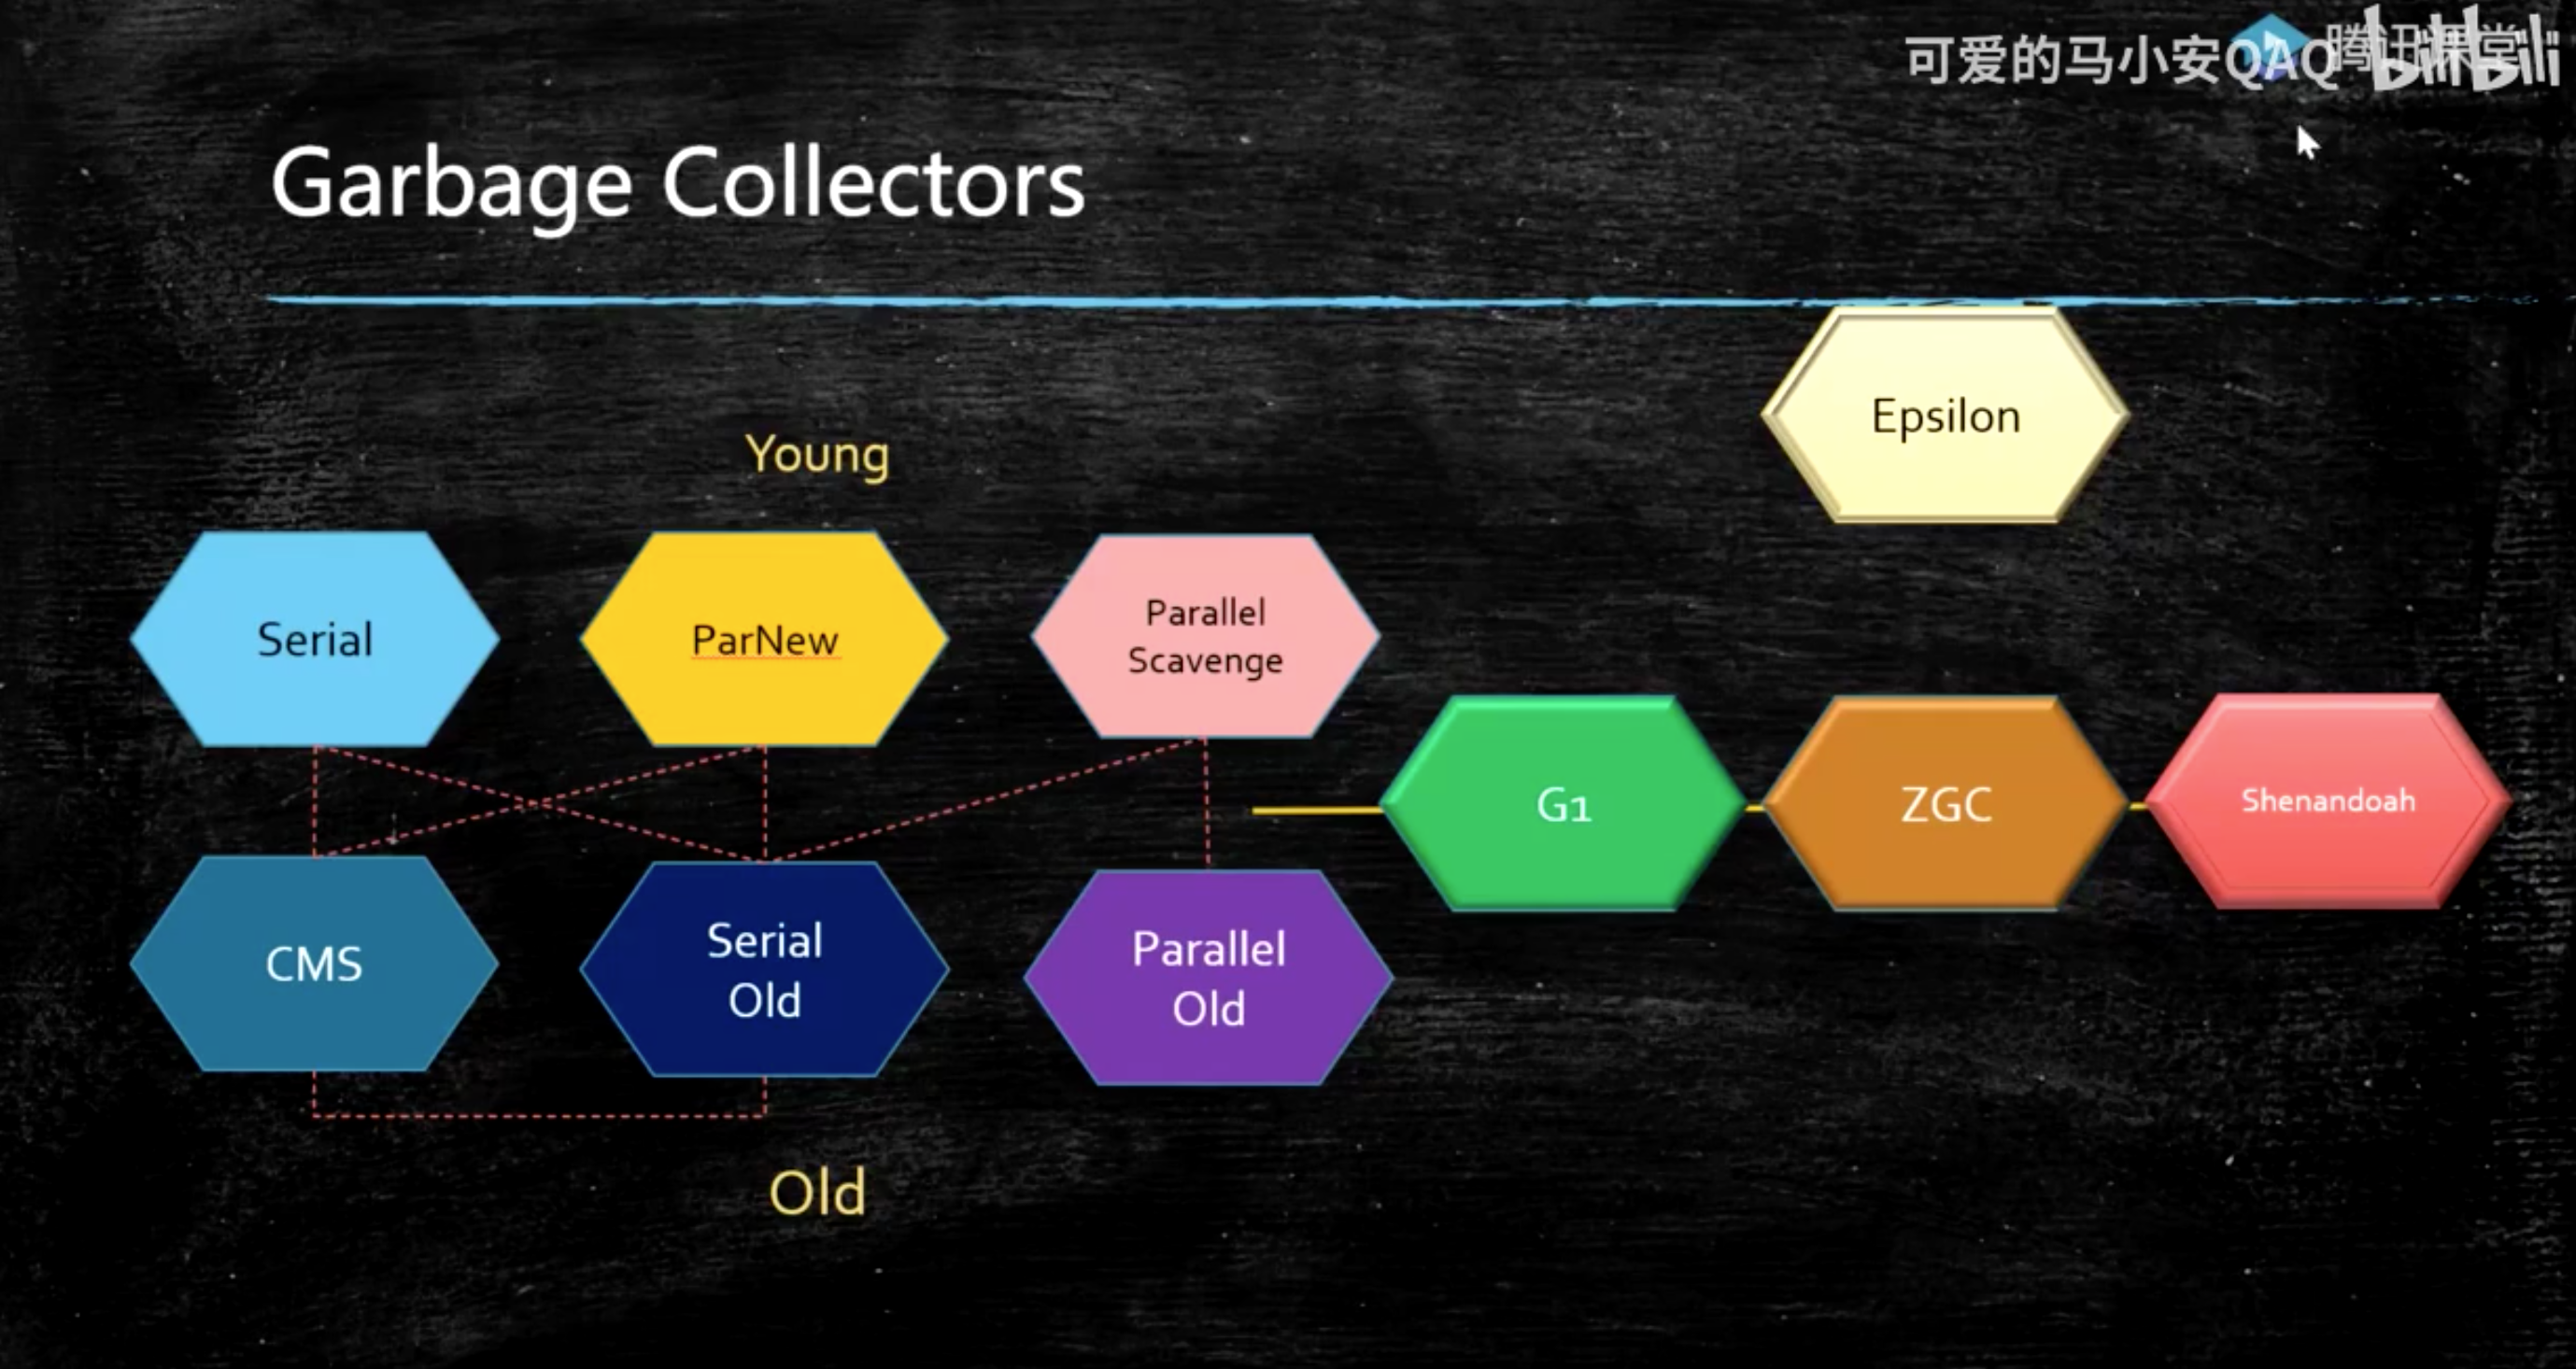 可爱的马小安QAQ
腾讯课堂
bilibili
Garbage Collectors
Epsilon
Young
Serial
ParNew
Parallel
Scavenge
G1
ZGC
Shenandoah
CMS
Serial
Old
Parallel
Old
Old